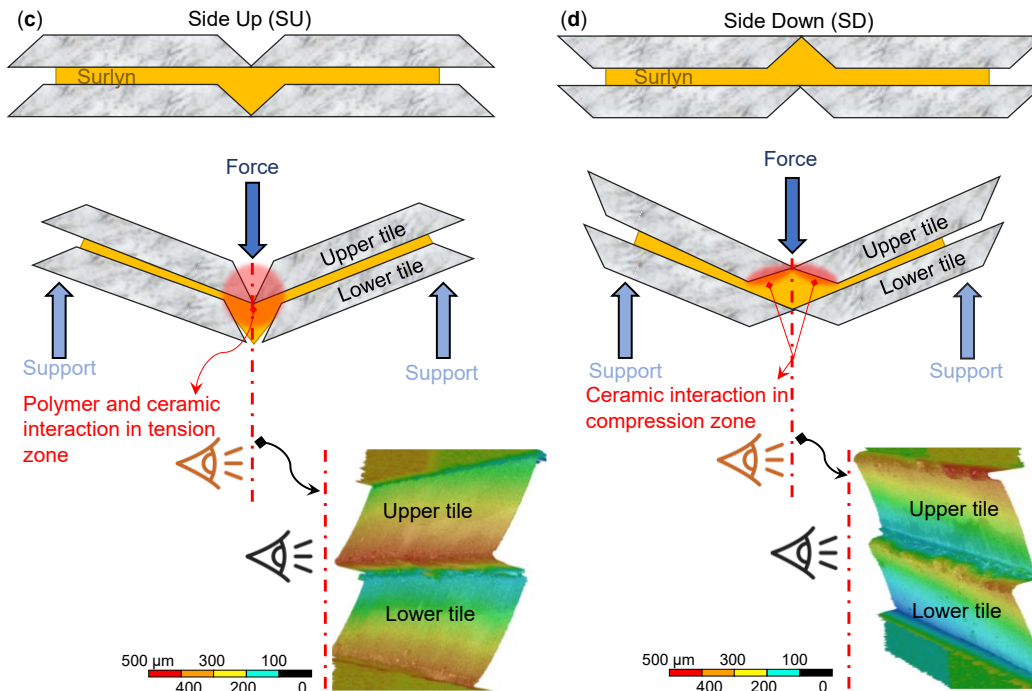 (c)
Side Up (SU)
Surlyn
Force
Upper tile
Lower tile
Support
Support
Polymer and ceramic
interaction in tension
zone
Upper tile
Lower tile
500 µm 300 100
400 200 0
(d)
Side Down (SD)
Surlyn
Force
Upper tile
Lower tile
Support
Support
Ceramic interaction in
compression zone
Upper tile
Lower tile
500 µm 300 100
400 200 0